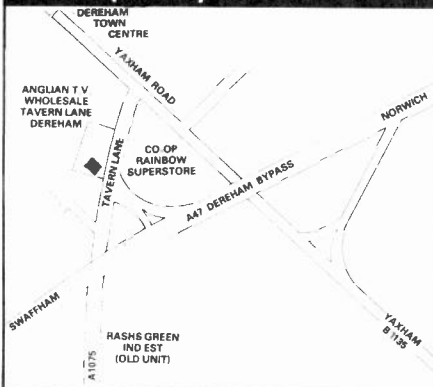 DEREHAM
TOWN
CENTRE
YAXHAM ROAD
ANGLIAN T V
WHOLESALE
TAVERN LANE
DEREHAM
NORWICH
CO-OP
RAINBOW
SUPERSTORE
TAVERN LANE
A47 DEREHAM BYPASS
SWAFFHAM
YAXHAM
B 1135
RASHS GREEN
IND EST
(OLD UNIT)
A1075